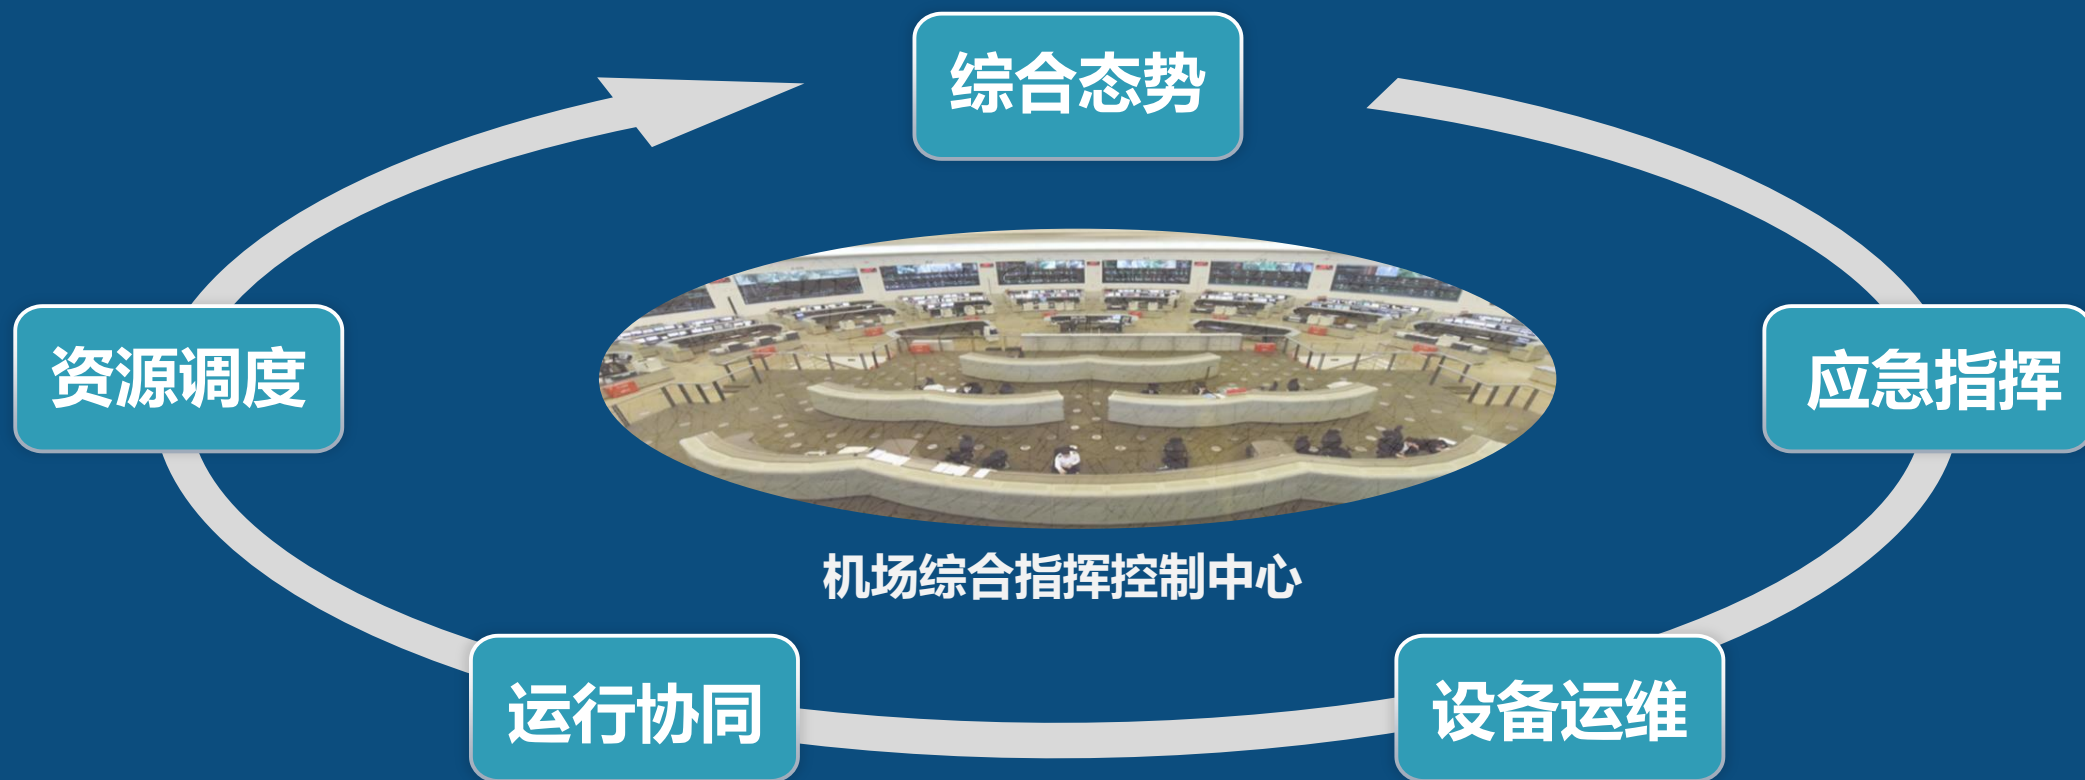 综合态势
资源调度
应急指挥
机场综合指挥控制中心
运行协同
设备运维